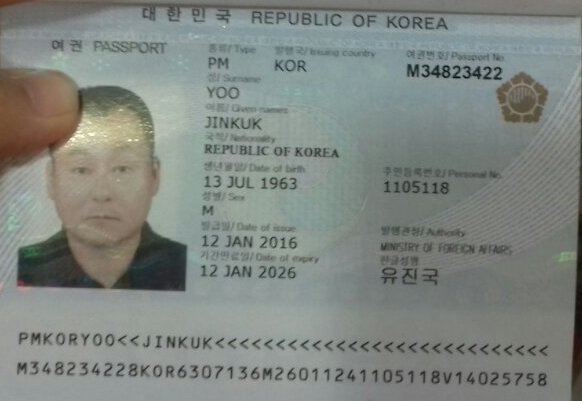 대한민국 REPUBLIC OF KOREA
여권 PASSPORT
종류/Type 발행국/Issuing country 여권번호/Passport No.
PM KOR M34823422
성/Surname
YOO
이름/Given names
JINKUK
국적/Nationality
REPUBLIC OF KOREA
생년월일/Date of birth 주민등록번호/Personal No.
13 JUL 1963 1105118
성별/Sex
M
발급일/Date of issue 발행관청/Authority
12 JAN 2016 MINISTRY OF FOREIGN AFFAIRS
기간만료일/Date of expiry 한글성명
12 JAN 2026 유진국
PMKORYOO<<JINKUK<<<<<<<<<<<<<<<<<<<<<<<<<<<<
M348234228KOR6307136M26011241105118V14025758